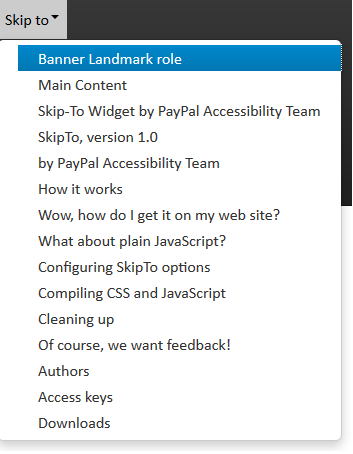 Skip to
Banner Landmark role
Main Content
Skip-To Widget by PayPal Accessibility Team
SkipTo, version 1.0
by PayPal Accessibility Team
How it works
Wow, how do I get it on my web site?
What about plain JavaScript?
Configuring SkipTo options
Compiling CSS and JavaScript
Cleaning up
Of course, we want feedback!
Authors
Access keys
Downloads